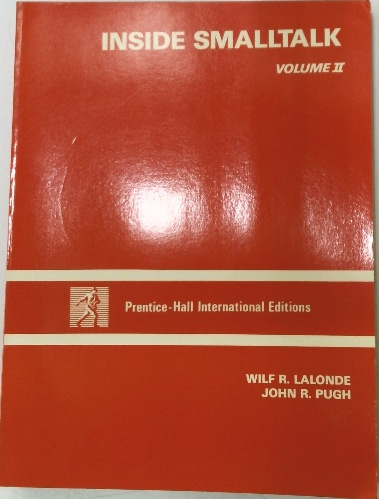 INSIDE SMALLTALK
VOLUME II
Prentice-Hall International Editions
WILF R. LALONDE
JOHN R. PUGH